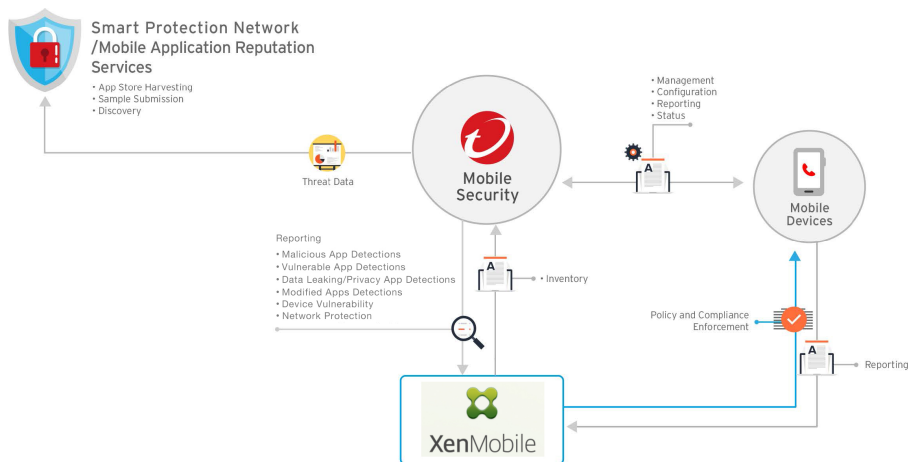 Smart Protection Network
/Mobile Application Reputation
Services
• App Store Harvesting
• Sample Submission
• Discovery
Threat Data
Mobile
Security
• Management
• Configuration
• Reporting
• Status
A
Mobile
Devices
Reporting
• Malicious App Detections
• Vulnerable App Detections
• Data Leaking/Privacy App Detections
• Modified Apps Detections
• Device Vulnerability
• Network Protection
A
• Inventory
Policy and Compliance
Enforcement
A
Reporting
XenMobile